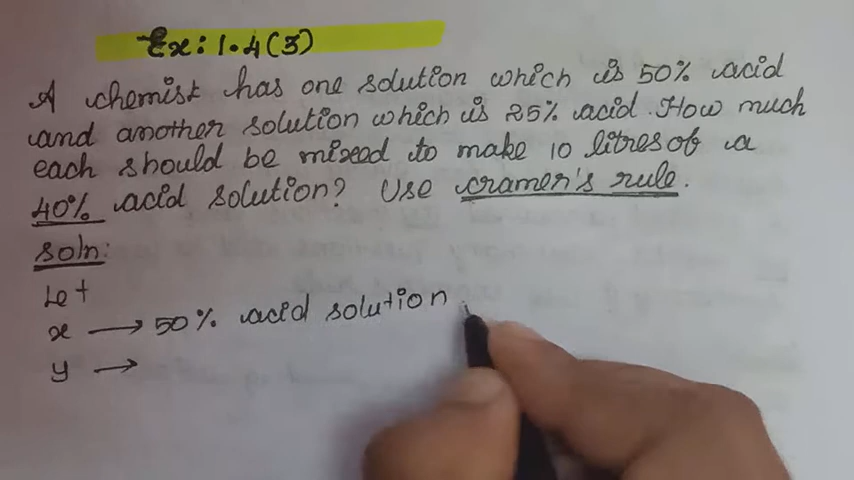 Ex: 1.4(3)
A chemist has one solution which is 50% acid
and another solution which is 25% acid. How much
each should be mixed to make 10 litres of a
40% acid solution? Use cramer's rule.
Soln:
Let
x → 50% acid solution
y →